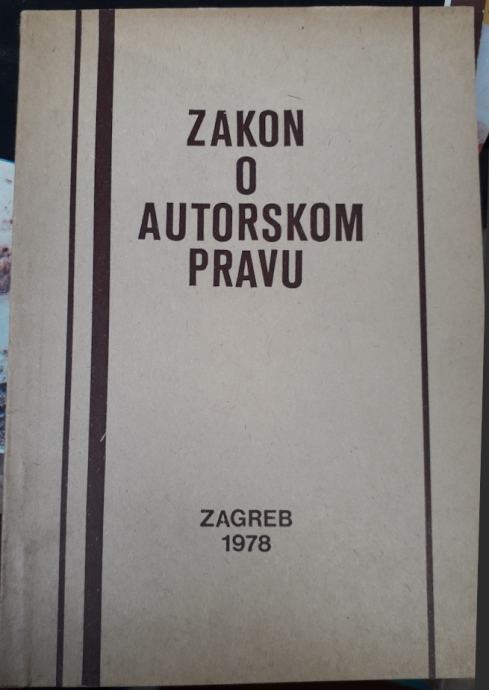 ZAKON
O
AUTORSKOM
PRAVU
ZAGREB
1978